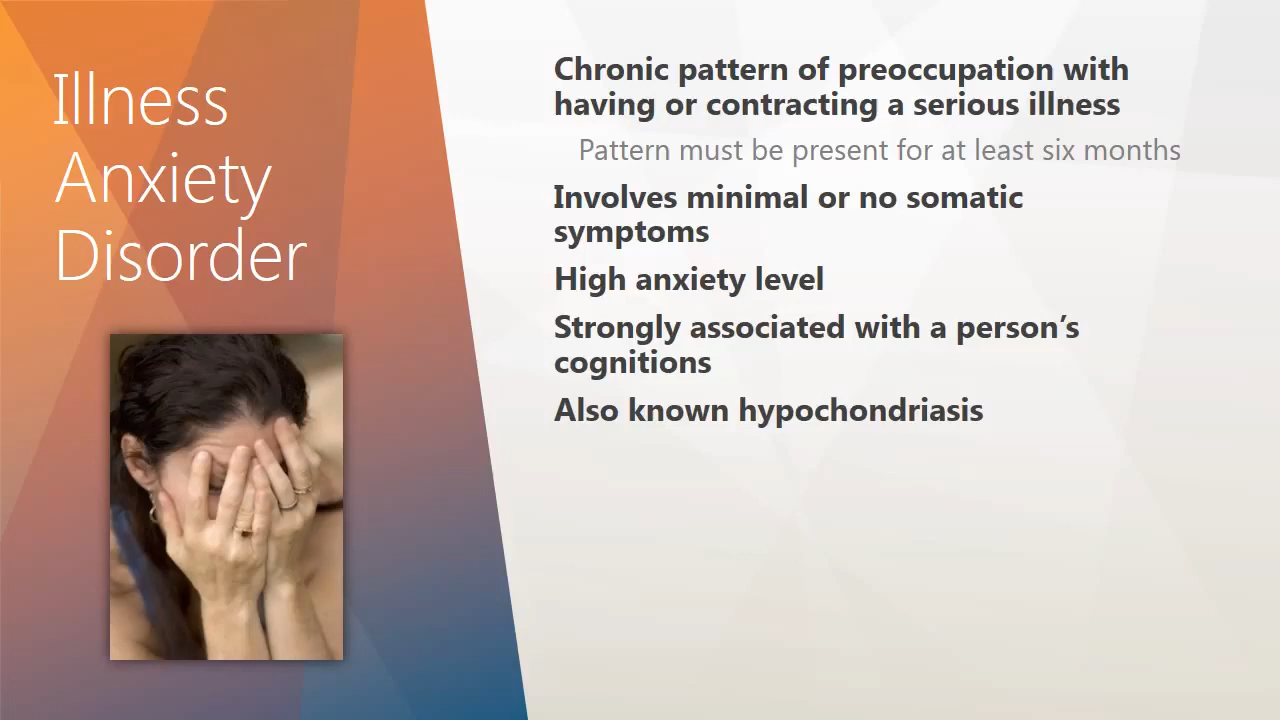 Illness
Anxiety
Disorder
Chronic pattern of preoccupation with
having or contracting a serious illness
Pattern must be present for at least six months
Involves minimal or no somatic
symptoms
High anxiety level
Strongly associated with a person’s
cognitions
Also known hypochondriasis